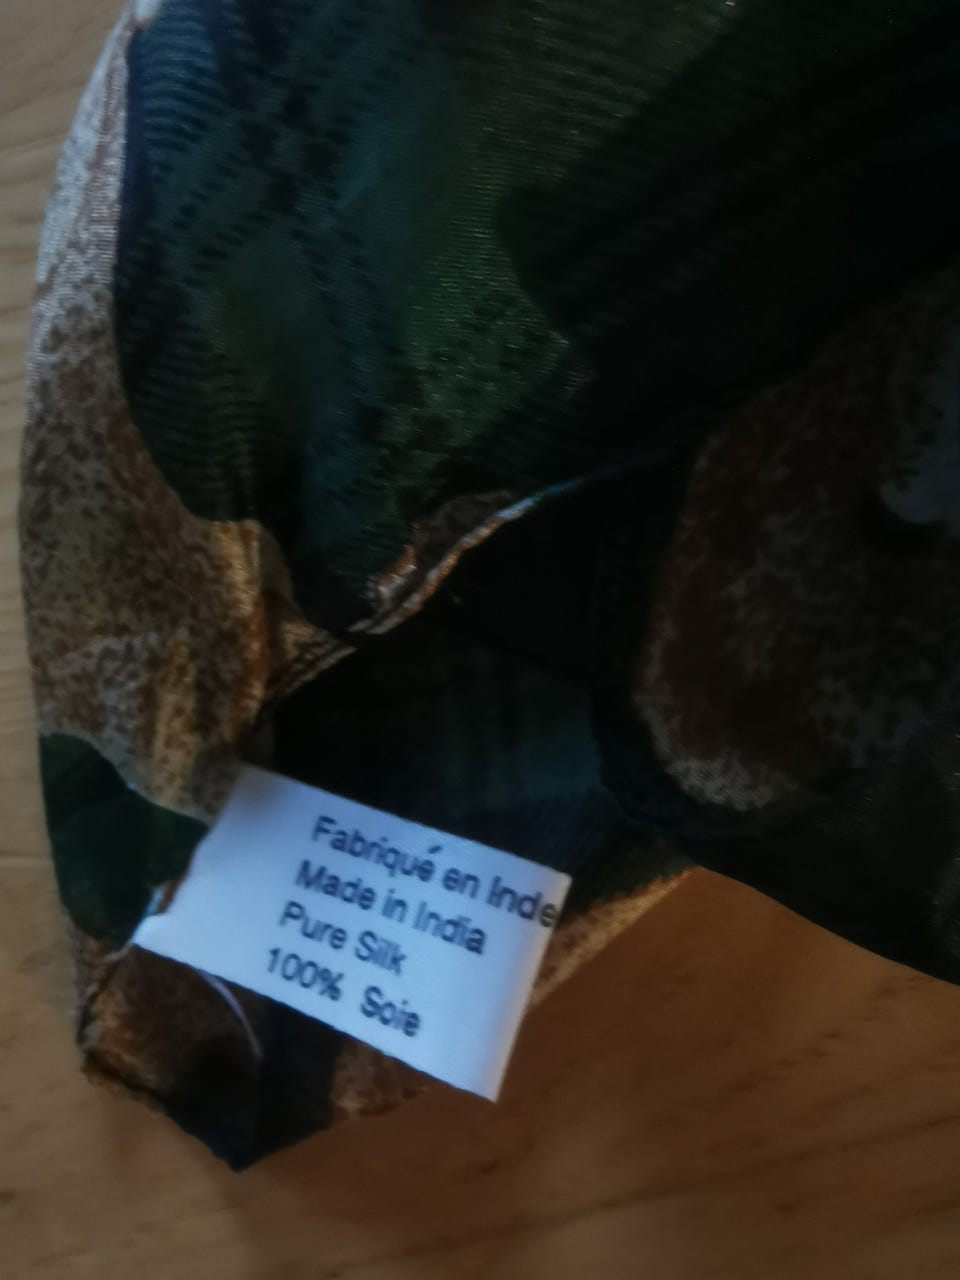 Fabriqué en Inde
Made in India
Pure Silk
100% Soie